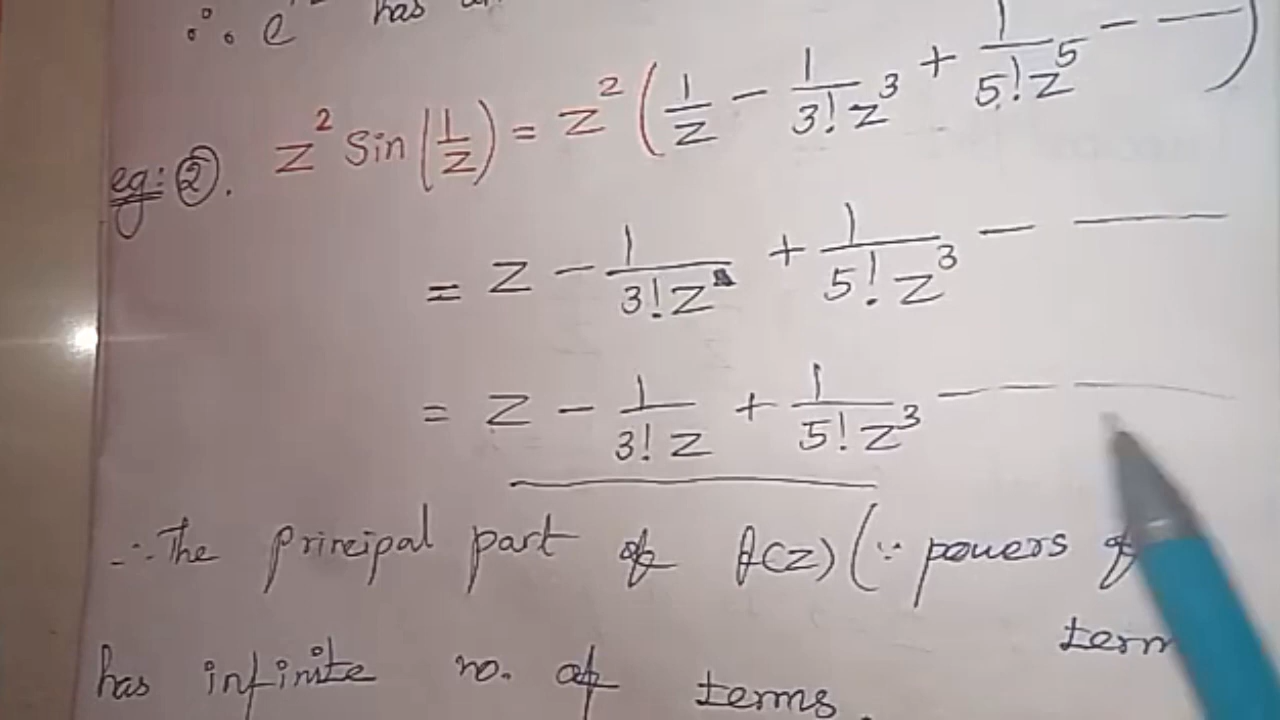 ∴ e has
eg: ②. z² Sin(1/z) = z² (1/z − 1/3!z³ + 1/5!z⁵ − —)
= z − 1/3!z + 1/5!z³ − —
= z − 1/3!z + 1/5!z³ — —
∴ The principal part of f(z) (∵ powers of
term
has infinite no. of terms.